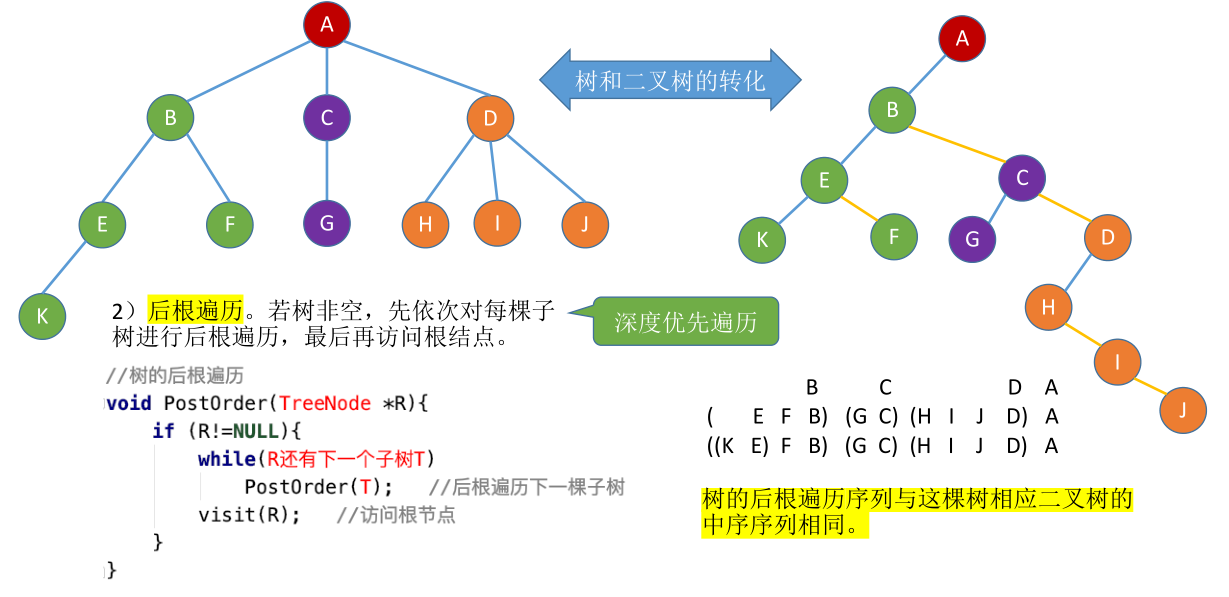 A
B
C
D
E
F
G
H
I
J
K
树和二叉树的转化
A
B
E
C
K
F
G
D
H
I
J
2）后根遍历。若树非空，先依次对每棵子
树进行后根遍历，最后再访问根结点。
深度优先遍历
//树的后根遍历
void PostOrder(TreeNode *R){
if (R!=NULL){
while(R还有下一个子树T)
PostOrder(T); //后根遍历下一棵子树
visit(R); //访问根节点
}
}
B C D A
( E F B) (G C) (H I J D) A
((K E) F B) (G C) (H I J D) A
树的后根遍历序列与这棵树相应二叉树的
中序序列相同。